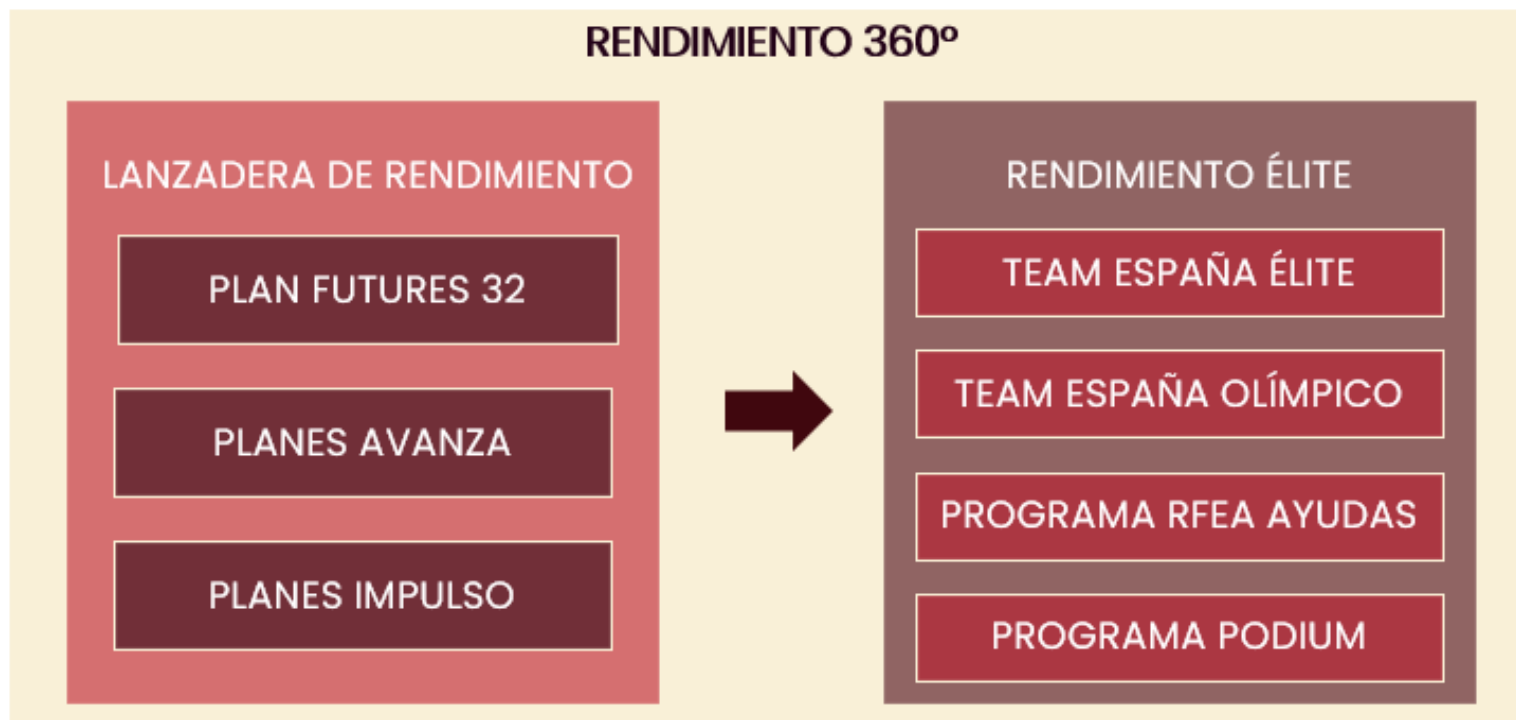 RENDIMIENTO 360º
LANZADERA DE RENDIMIENTO
PLAN FUTURES 32
PLANES AVANZA
PLANES IMPULSO
RENDIMIENTO ÉLITE
TEAM ESPAÑA ÉLITE
TEAM ESPAÑA OLÍMPICO
PROGRAMA RFEA AYUDAS
PROGRAMA PODIUM